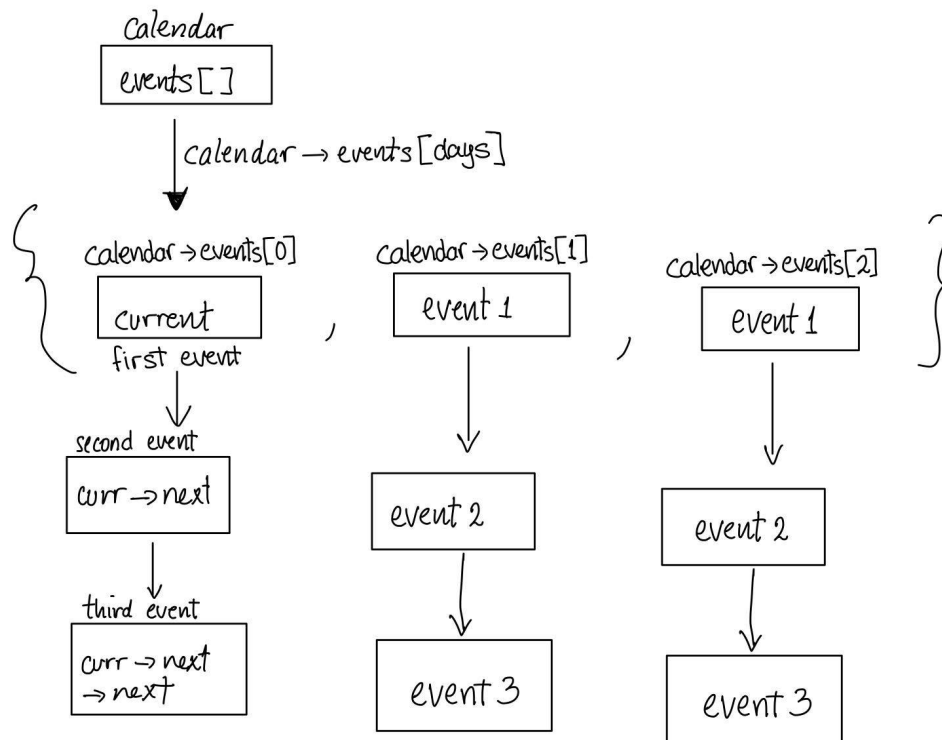 calendar
events[]
calendar → events[days]
calendar → events[0]
current
first event
second event
curr → next
third event
curr → next
→ next
,
calendar → events[1]
event 1
event 2
event 3
,
calendar → events[2]
event 1
event 2
event 3